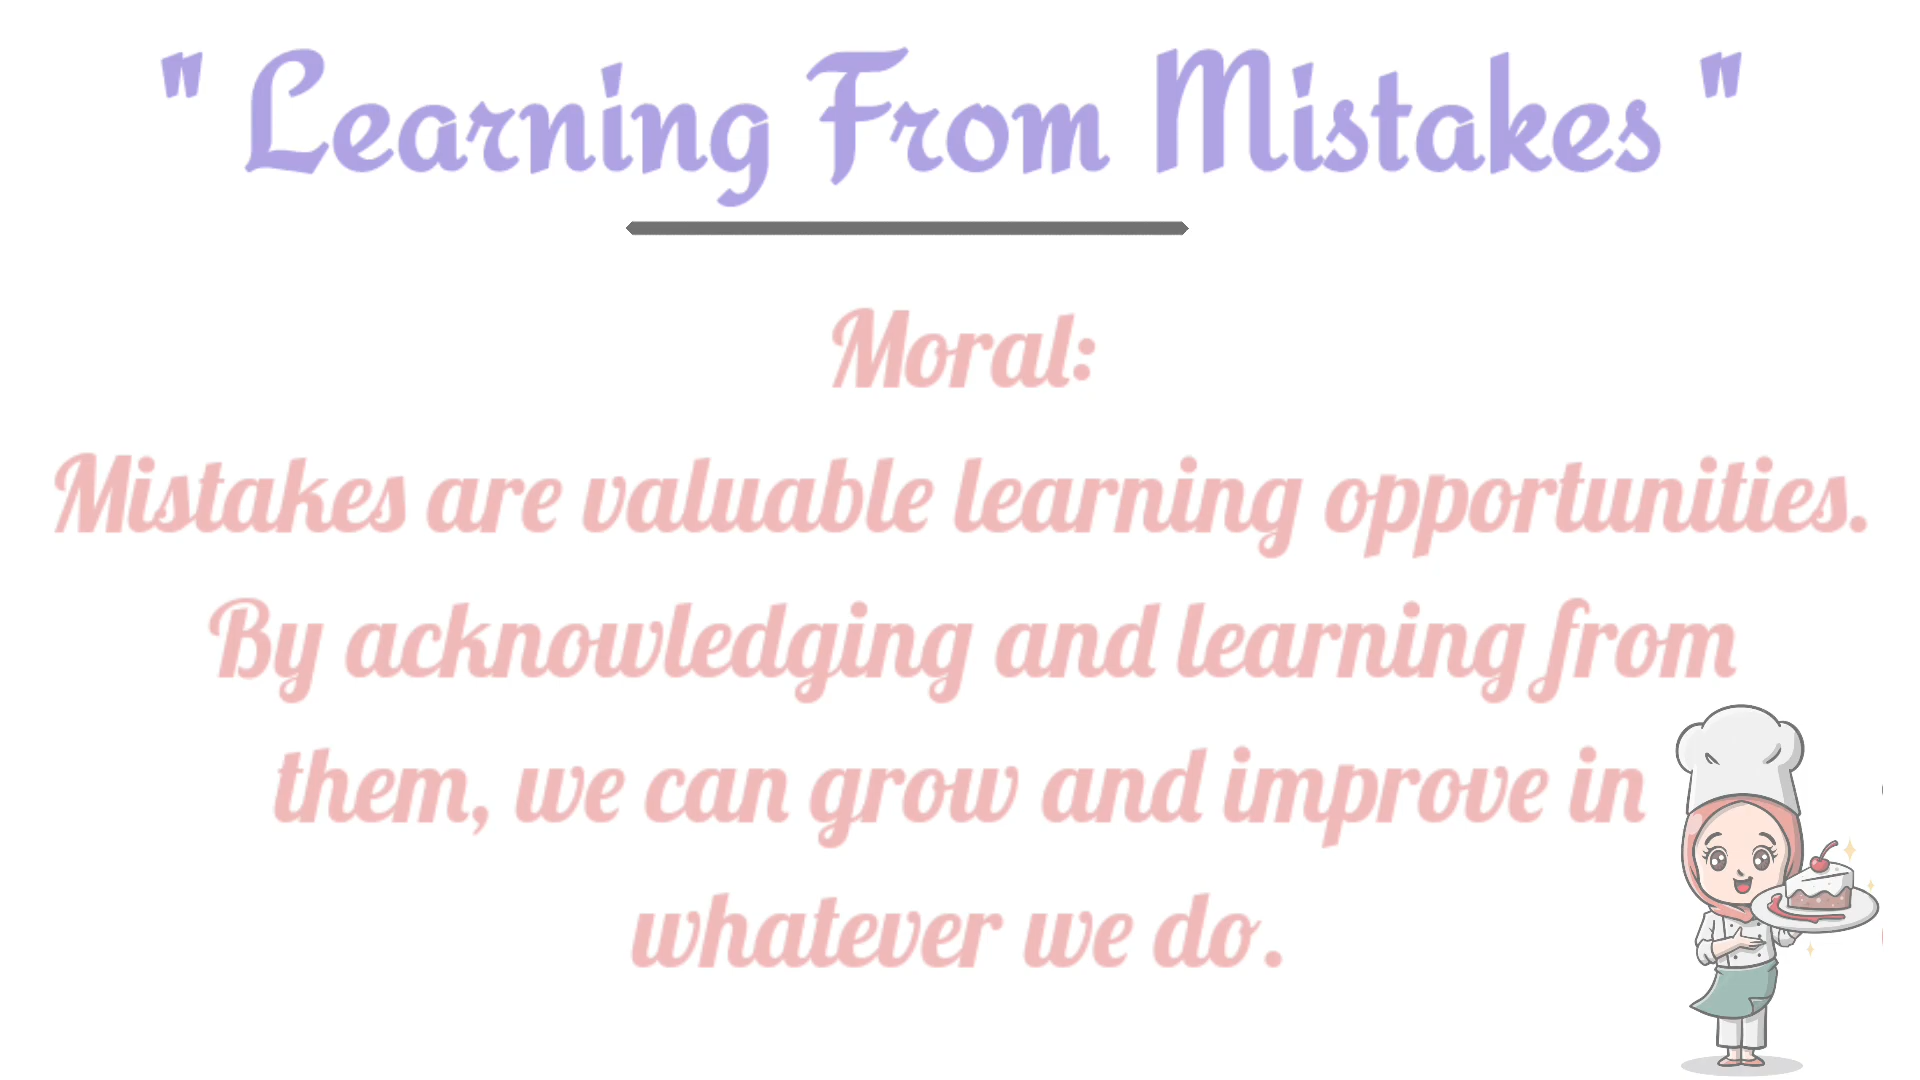 " Learning From Mistakes "
Moral:
Mistakes are valuable learning opportunities.
By acknowledging and learning from
them, we can grow and improve in
whatever we do.